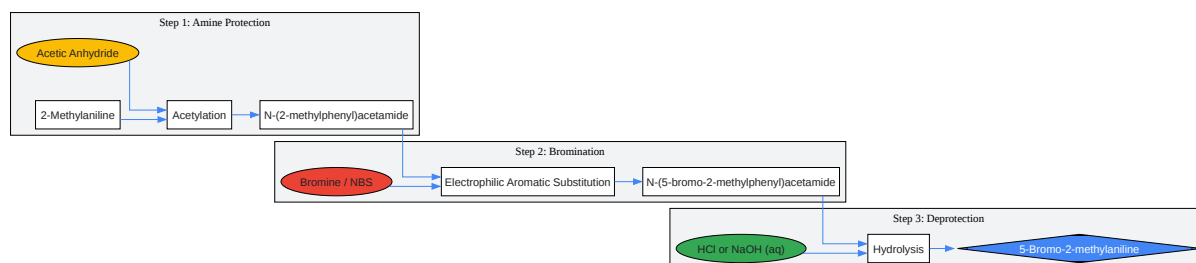 Step 1: Amine Protection
Acetic Anhydride
2-Methylaniline
Acetylation
N-(2-methylphenyl)acetamide
Step 2: Bromination
Bromine / NBS
Electrophilic Aromatic Substitution
N-(5-bromo-2-methylphenyl)acetamide
Step 3: Deprotection
HCl or NaOH (aq)
Hydrolysis
5-Bromo-2-methylaniline